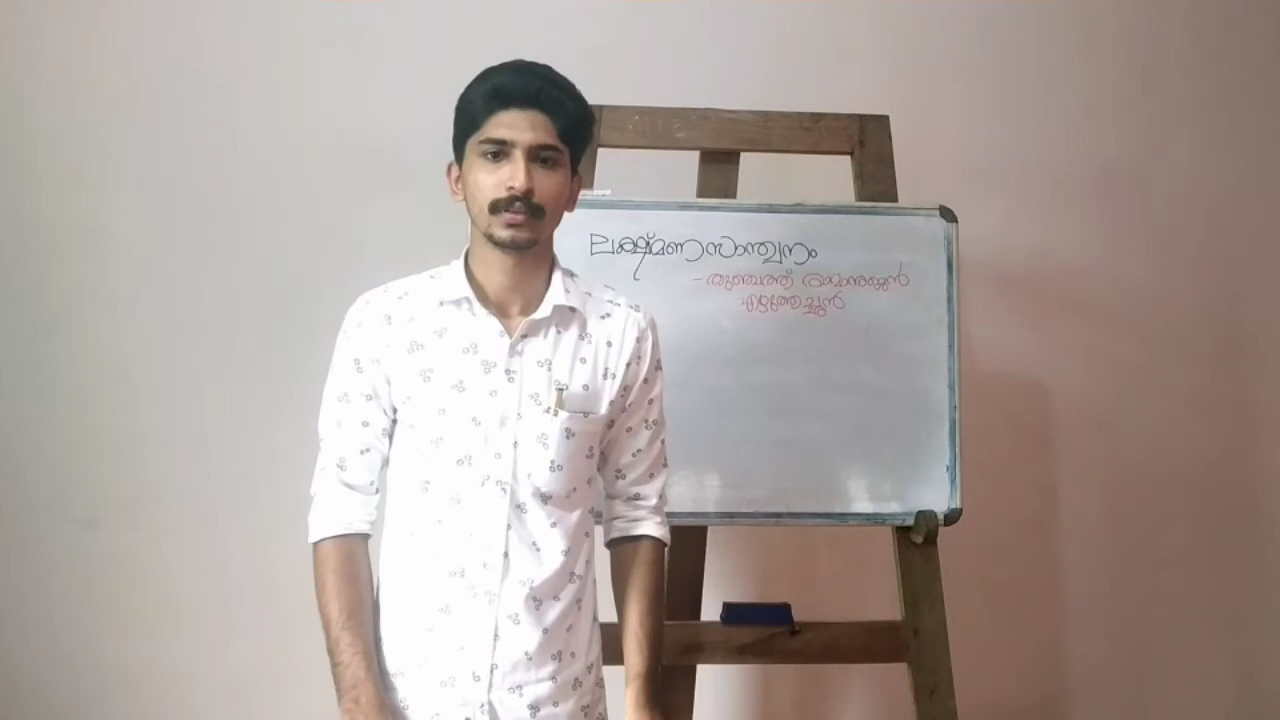 ലക്ഷ്മണസാന്ത്വനം
- തുഞ്ചത്ത് രാമാനുജൻ
എഴുത്തച്ഛൻ